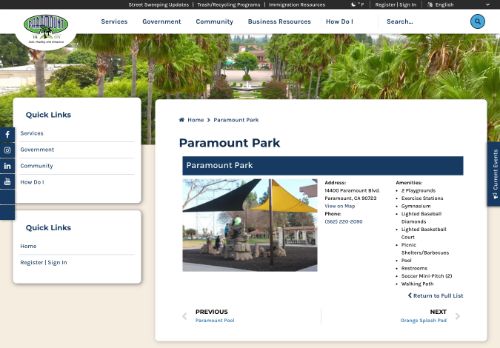 Street Sweeping Updates | Trash/Recycling Programs | Immigration Resources
°F | Register | Sign In English
PARAMOUNT
Services Government Community Business Resources How Do I Search...
Quick Links
Services
Government
Community
How Do I
Quick Links
Home
Register | Sign In
Home Paramount Park
Paramount Park
Paramount Park
Address:
14400 Paramount Blvd.
Paramount, CA 90723
View on Map
Phone:
(562) 220-2090
Amenities:
2 Playgrounds
Exercise Stations
Gymnasium
Lighted Baseball
Diamonds
Lighted Basketball
Court
Picnic
Shelters/Barbecues
Pool
Restrooms
Soccer Mini-Pitch (2)
Walking Path
Return to Full List
PREVIOUS
Paramount Pool
NEXT
Orange Splash Pad
Current Events